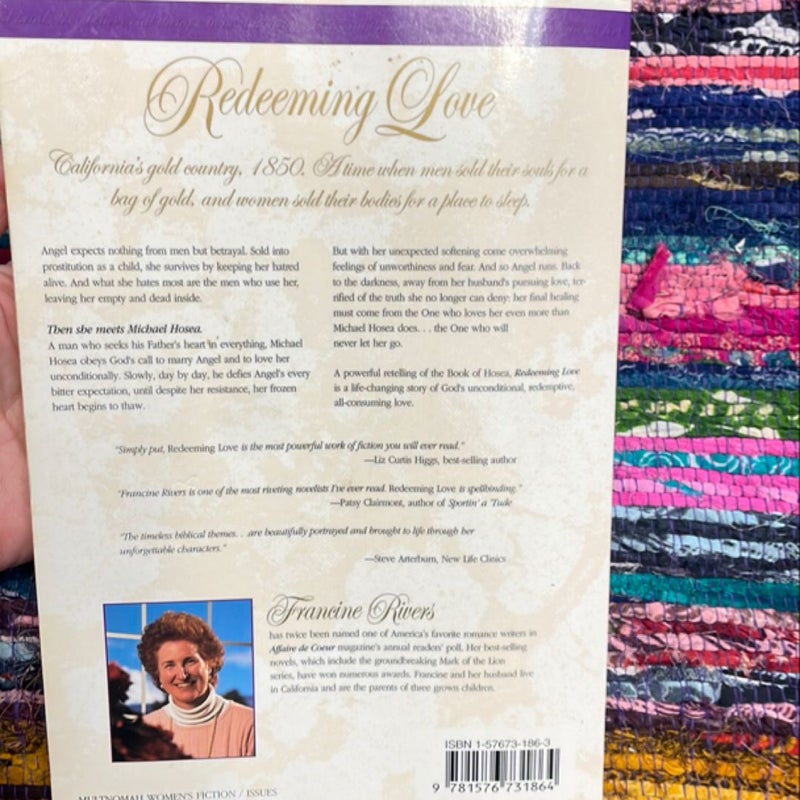 Redeeming Love
California's gold country, 1850. A time when men sold their souls for a
bag of gold, and women sold their bodies for a place to sleep.
Angel expects nothing from men but betrayal. Sold into
prostitution as a child, she survives by keeping her hatred
alive. And what she hates most are the men who use her,
leaving her empty and dead inside.
Then she meets Michael Hosea.
A man who seeks his Father's heart in everything, Michael
Hosea obeys God's call to marry Angel and to love her
unconditionally. Slowly, day by day, he defies Angel's every
bitter expectation, until despite her resistance, her frozen
heart begins to thaw.
But with her unexpected softening come overwhelming
feelings of unworthiness and fear. And so Angel runs. Back
to the darkness, away from her husband's pursuing love, ter-
rified of the truth she no longer can deny: her final healing
must come from the One who loves her even more than
Michael Hosea does. . . the One who will
never let her go.
A powerful retelling of the Book of Hosea, Redeeming Love
is a life-changing story of God's unconditional, redemptive,
all-consuming love.
"Simply put, Redeeming Love is the most powerful work of fiction you will ever read."
—Liz Curtis Higgs, best-selling author
"Francine Rivers is one of the most riveting novelists I've ever read. Redeeming Love is spellbinding."
—Patsy Clairmont, author of Sportin' a 'Tude
"The timeless biblical themes. . . are beautifully portrayed and brought to life through her
unforgettable characters."
—Steve Arterburn, New Life Clinics
Francine Rivers
has twice been named one of America's favorite romance writers in
Affaire de Coeur magazine's annual readers' poll. Her best-selling
novels, which include the groundbreaking Mark of the Lion
series, have won numerous awards. Francine and her husband live
in California and are the parents of three grown children.
ISBN 1-57673-186-3
9 781576 731864
MULTNOMAH WOMEN'S FICTION / ISSUES